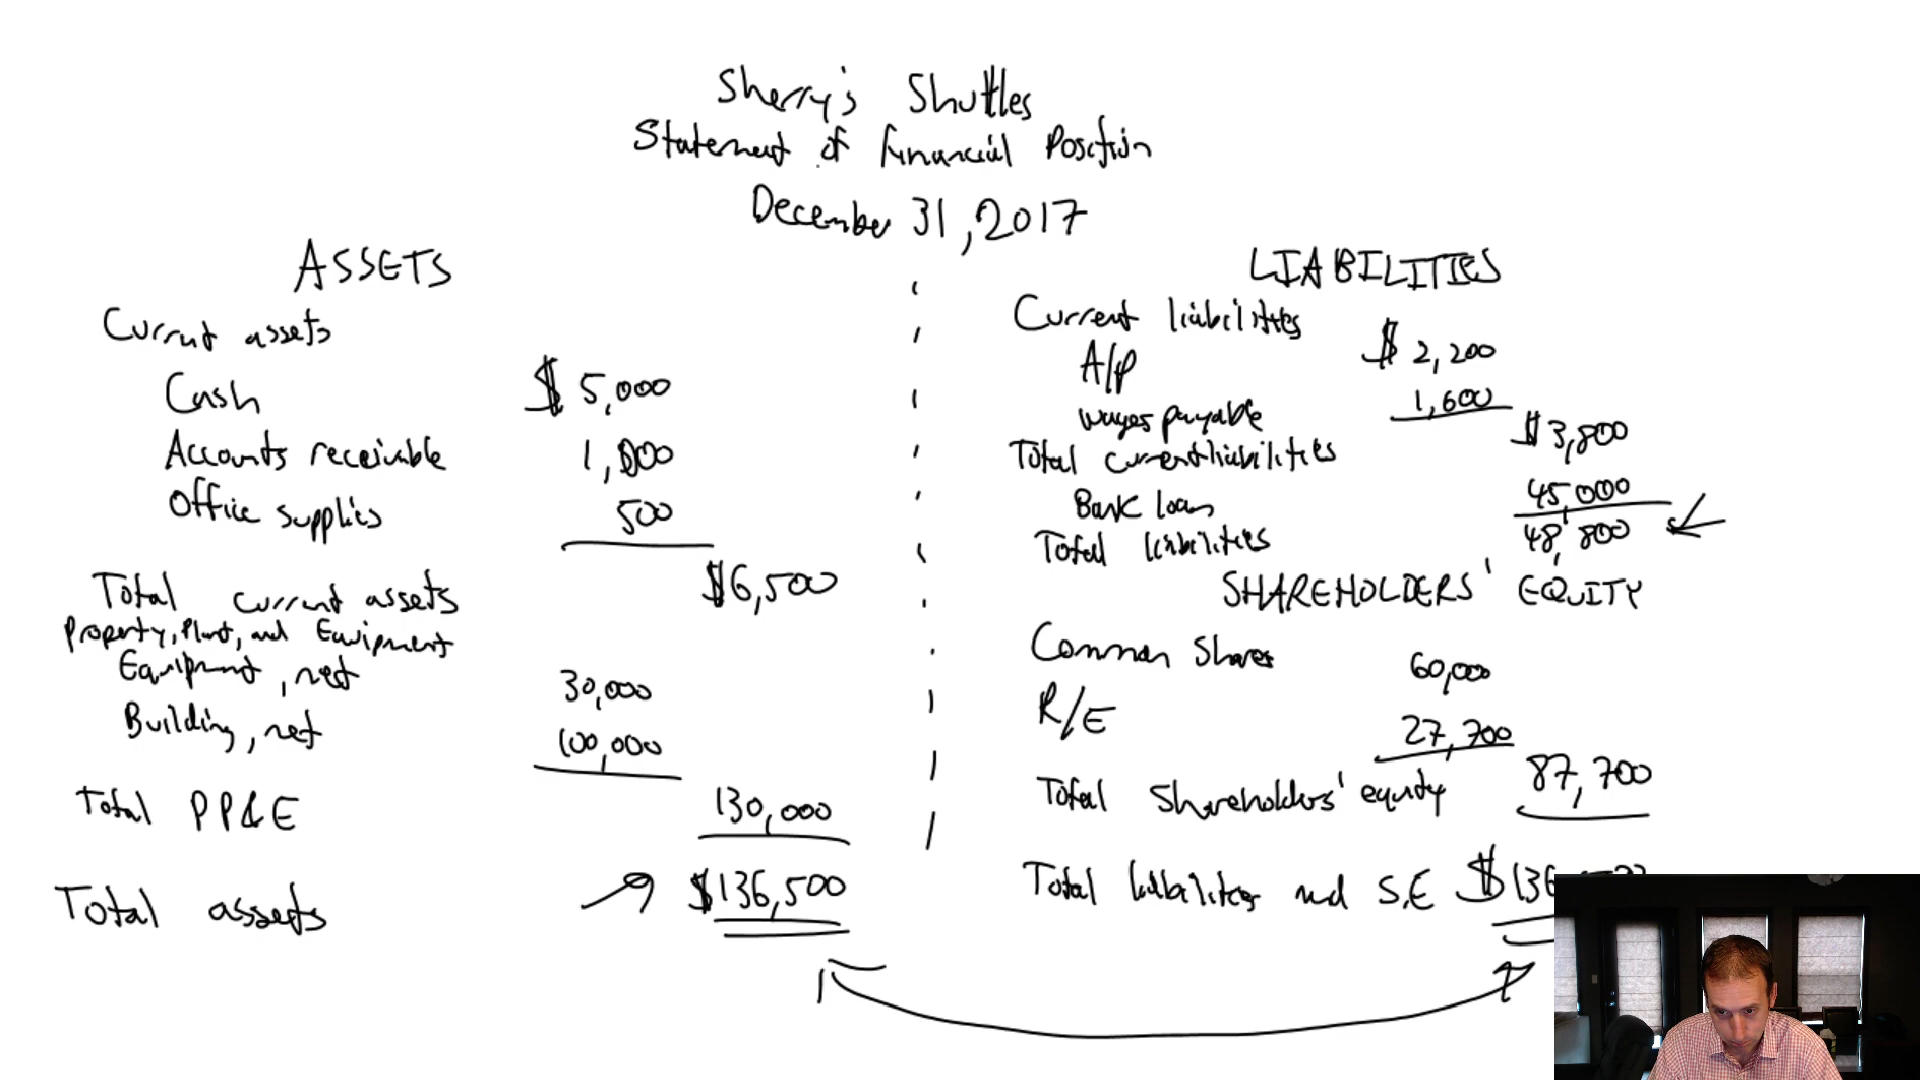 Sherry's Shuttles
Statement of Financial Position
December 31, 2017
ASSETS
Current assets
Cash $ 5,000
Accounts receivable 1,000
Office supplies 500
Total current assets $6,500
Property, Plant, and Equipment
Equipment, net 30,000
Building, net 100,000
Total PP&E 130,000
Total assets $136,500
LIABILITIES
Current liabilities
A/P $ 2,200
Wages payable 1,600
Total current liabilities $3,800
Bank loan 45,000
Total liabilities 48,800
SHAREHOLDERS' EQUITY
Common Shares 60,000
R/E 27,700
Total Shareholders' equity 87,700
Total liabilities and S.E $136